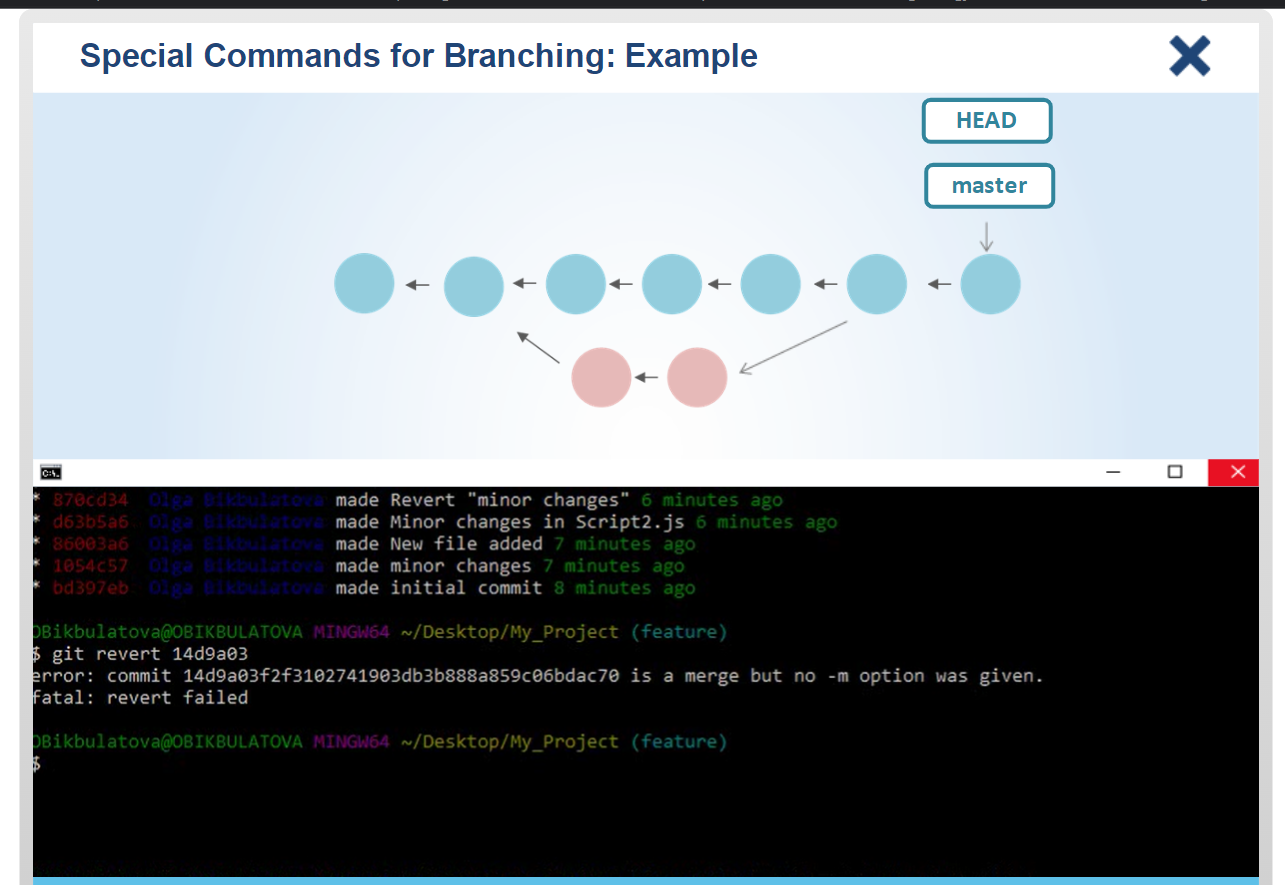 Special Commands for Branching: Example
HEAD
master
* 870cd34 Olga Bikbulatova made Revert "minor changes" 6 minutes ago
* d63b5a6 Olga Bikbulatova made Minor changes in Script2.js 6 minutes ago
* 86003a6 Olga Bikbulatova made New file added 7 minutes ago
* 1054c57 Olga Bikbulatova made minor changes 7 minutes ago
* bd397eb Olga Bikbulatova made initial commit 8 minutes ago
OBikbulatova@OBIKBULATOVA MINGW64 ~/Desktop/My_Project (feature)
$ git revert 14d9a03
error: commit 14d9a03f2f3102741903db3b888a859c06bdac70 is a merge but no -m option was given.
fatal: revert failed
OBikbulatova@OBIKBULATOVA MINGW64 ~/Desktop/My_Project (feature)
$